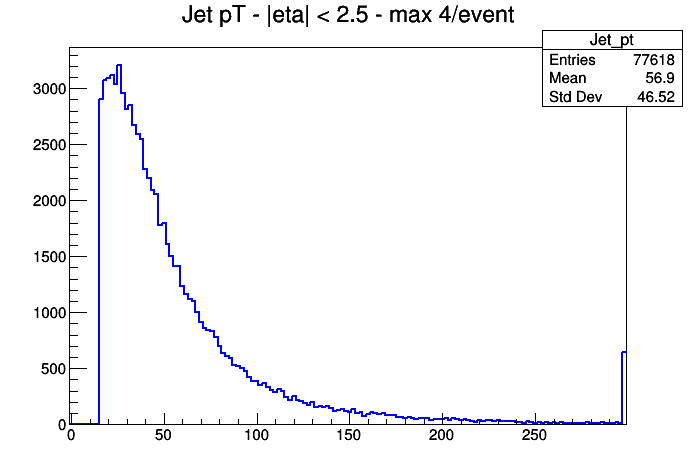 Jet pT - |eta| < 2.5 - max 4/event
Jet_pt
Entries 77618
Mean 56.9
Std Dev 46.52
3000
2500
2000
1500
1000
500
0
0 50 100 150 200 250